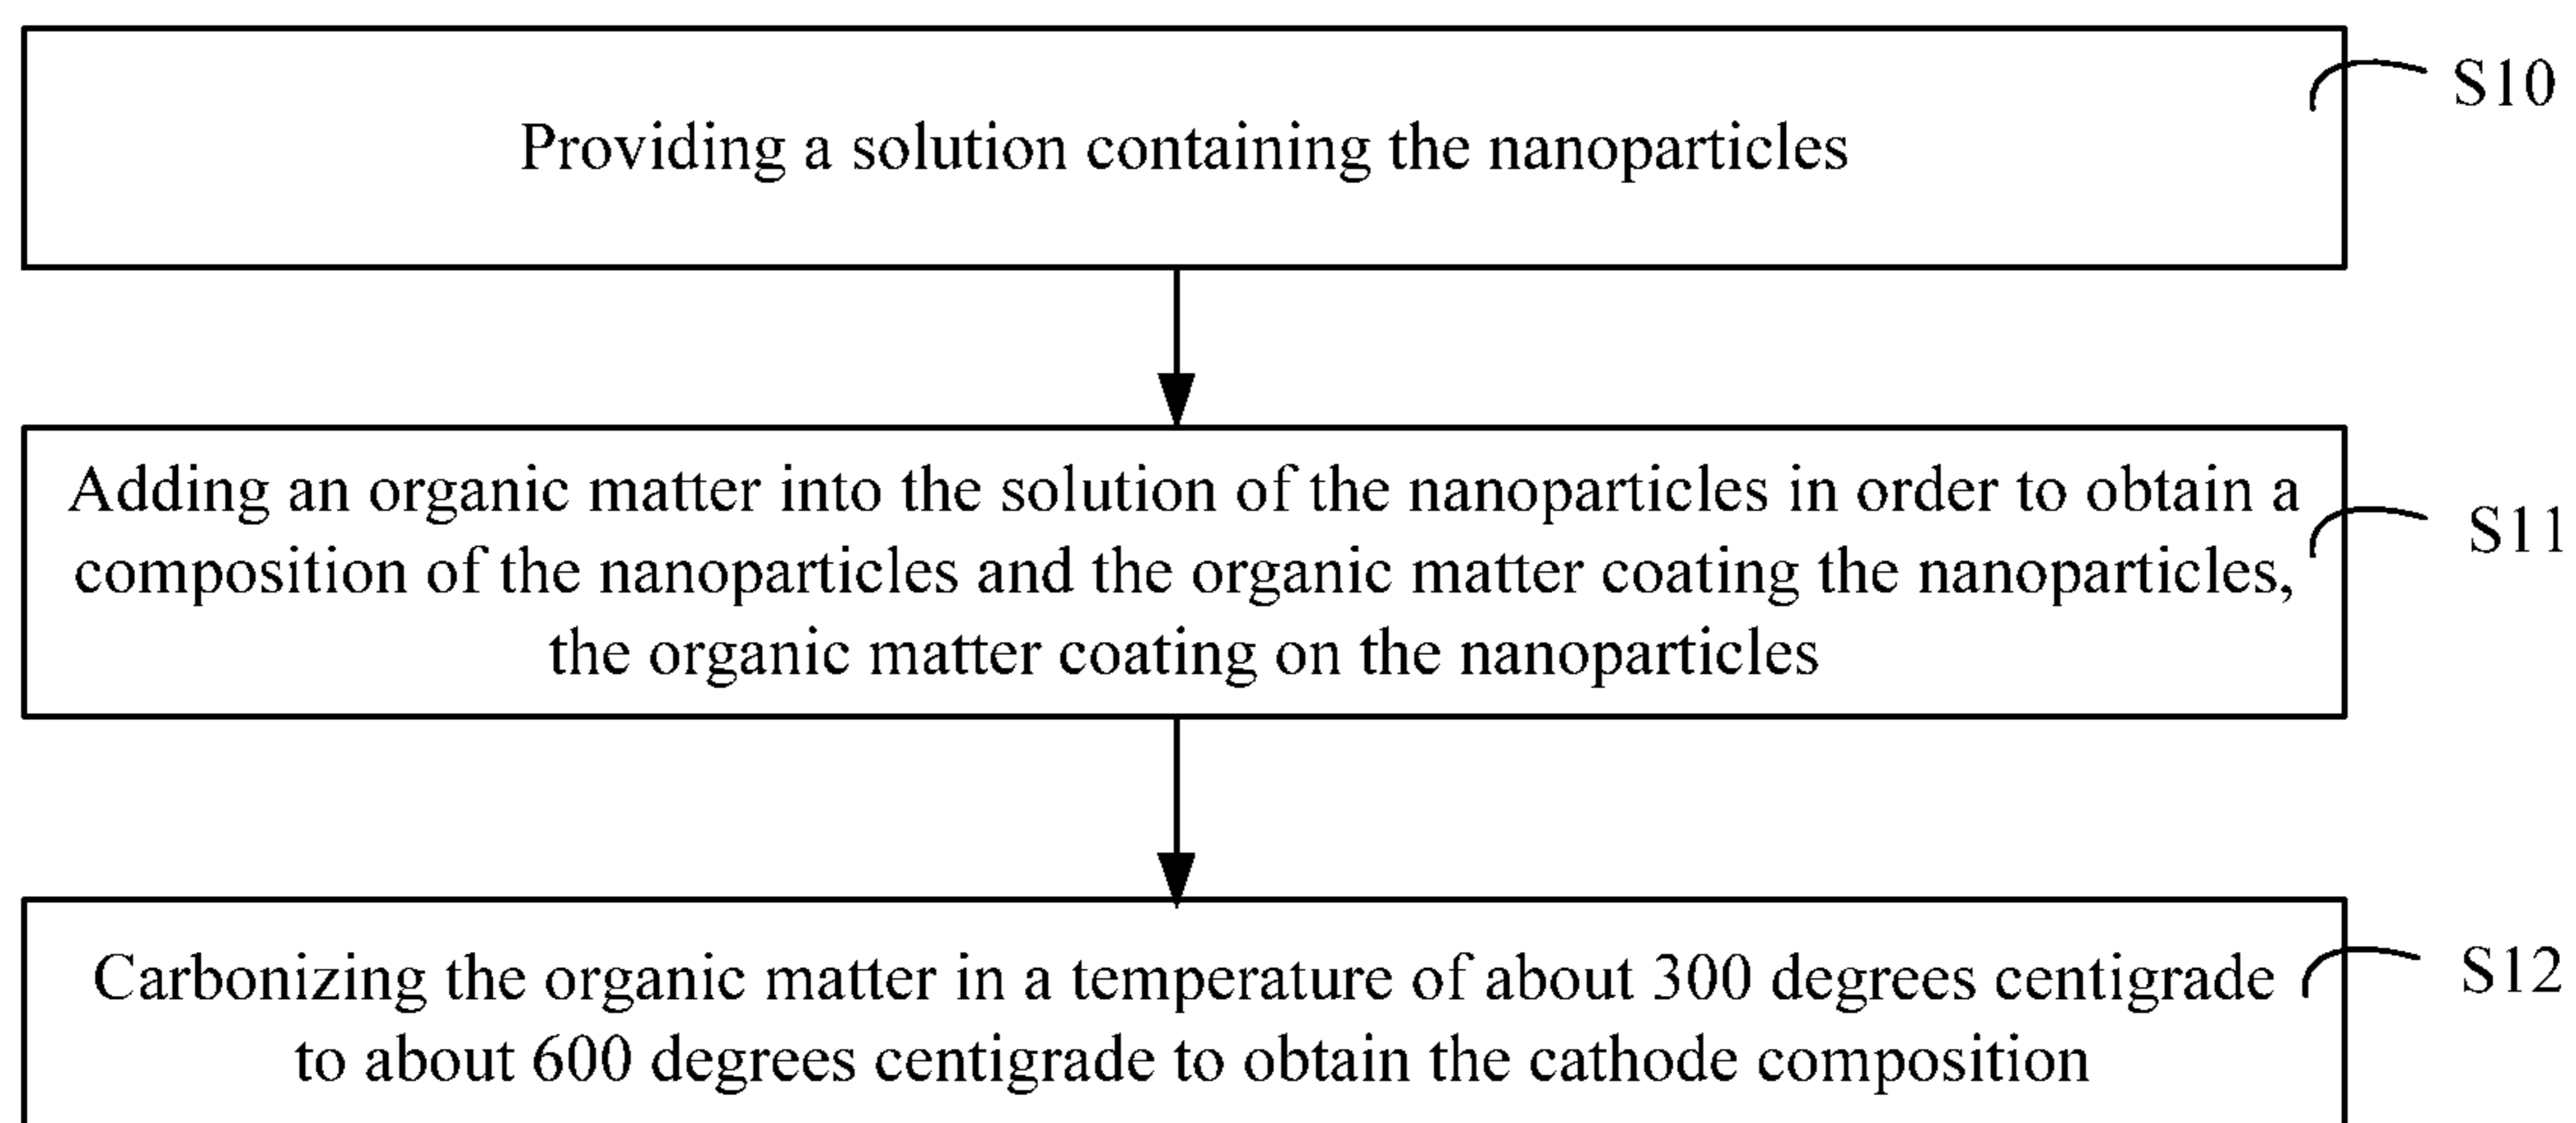 Providing a solution containing the nanoparticles
S10
Adding an organic matter into the solution of the nanoparticles in order to obtain a
composition of the nanoparticles and the organic matter coating the nanoparticles,
the organic matter coating on the nanoparticles
S11
Carbonizing the organic matter in a temperature of about 300 degrees centigrade
to about 600 degrees centigrade to obtain the cathode composition
S12